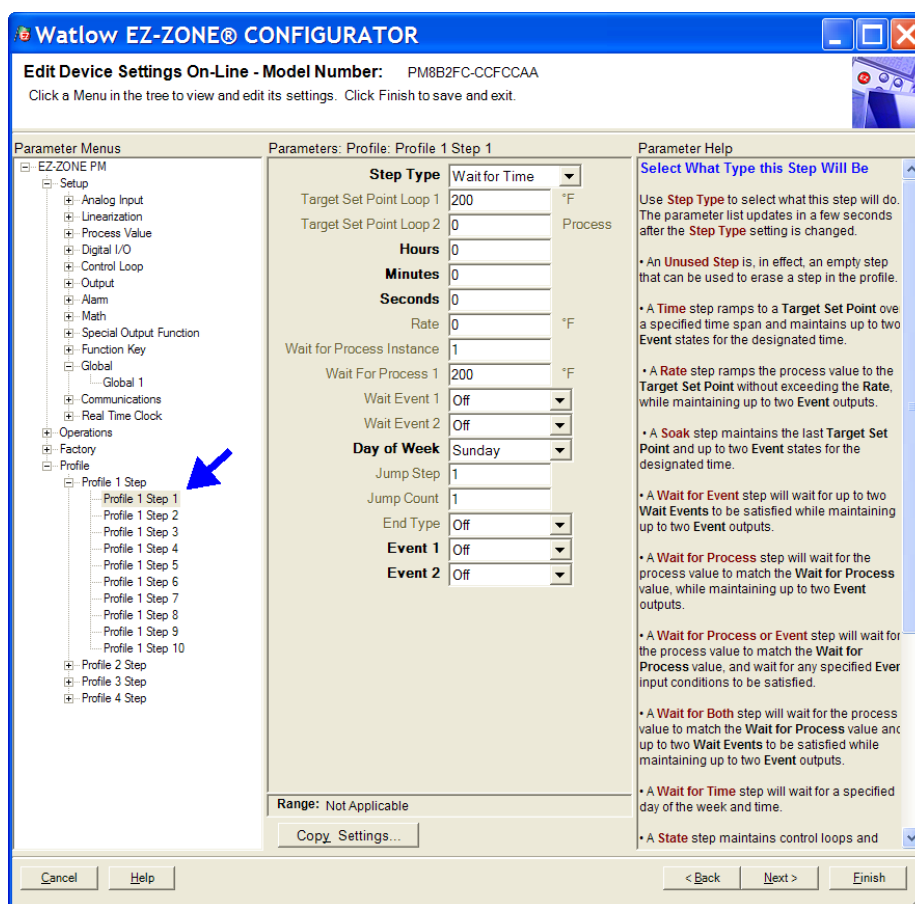 Watlow EZ-ZONE® CONFIGURATOR
Edit Device Settings On-Line - Model Number: PM8B2FC-CCFCCAA
Click a Menu in the tree to view and edit its settings. Click Finish to save and exit.
Parameter Menus
EZ-ZONE PM
Setup
Analog Input
Linearization
Process Value
Digital I/O
Control Loop
Output
Alarm
Math
Special Output Function
Function Key
Global
Global 1
Communications
Real Time Clock
Operations
Factory
Profile
Profile 1 Step
Profile 1 Step 1
Profile 1 Step 2
Profile 1 Step 3
Profile 1 Step 4
Profile 1 Step 5
Profile 1 Step 6
Profile 1 Step 7
Profile 1 Step 8
Profile 1 Step 9
Profile 1 Step 10
Profile 2 Step
Profile 3 Step
Profile 4 Step
Parameters: Profile: Profile 1 Step 1
Step Type Wait for Time
Target Set Point Loop 1 200 °F
Target Set Point Loop 2 0 Process
Hours 0
Minutes 0
Seconds 0
Rate 0 °F
Wait for Process Instance 1
Wait For Process 1 200 °F
Wait Event 1 Off
Wait Event 2 Off
Day of Week Sunday
Jump Step 1
Jump Count 1
End Type Off
Event 1 Off
Event 2 Off
Range: Not Applicable
Copy Settings...
Parameter Help
Select What Type this Step Will Be
Use Step Type to select what this step will do.
The parameter list updates in a few seconds
after the Step Type setting is changed.
• An Unused Step is, in effect, an empty step
that can be used to erase a step in the profile.
• A Time step ramps to a Target Set Point ove
a specified time span and maintains up to two
Event states for the designated time.
• A Rate step ramps the process value to the
Target Set Point without exceeding the Rate,
while maintaining up to two Event outputs.
• A Soak step maintains the last Target Set
Point and up to two Event states for the
designated time.
• A Wait for Event step will wait for up to two
Wait Events to be satisfied while maintaining
up to two Event outputs.
• A Wait for Process step will wait for the
process value to match the Wait for Process
value, while maintaining up to two Event
outputs.
• A Wait for Process or Event step will wait for
the process value to match the Wait for
Process value, and wait for any specified Even
input conditions to be satisfied.
• A Wait for Both step will wait for the process
value to match the Wait for Process value and
up to two Wait Events to be satisfied while
maintaining up to two Event outputs.
• A Wait for Time step will wait for a specified
day of the week and time.
• A State step maintains control loops and
Cancel
Help
< Back
Next >
Finish